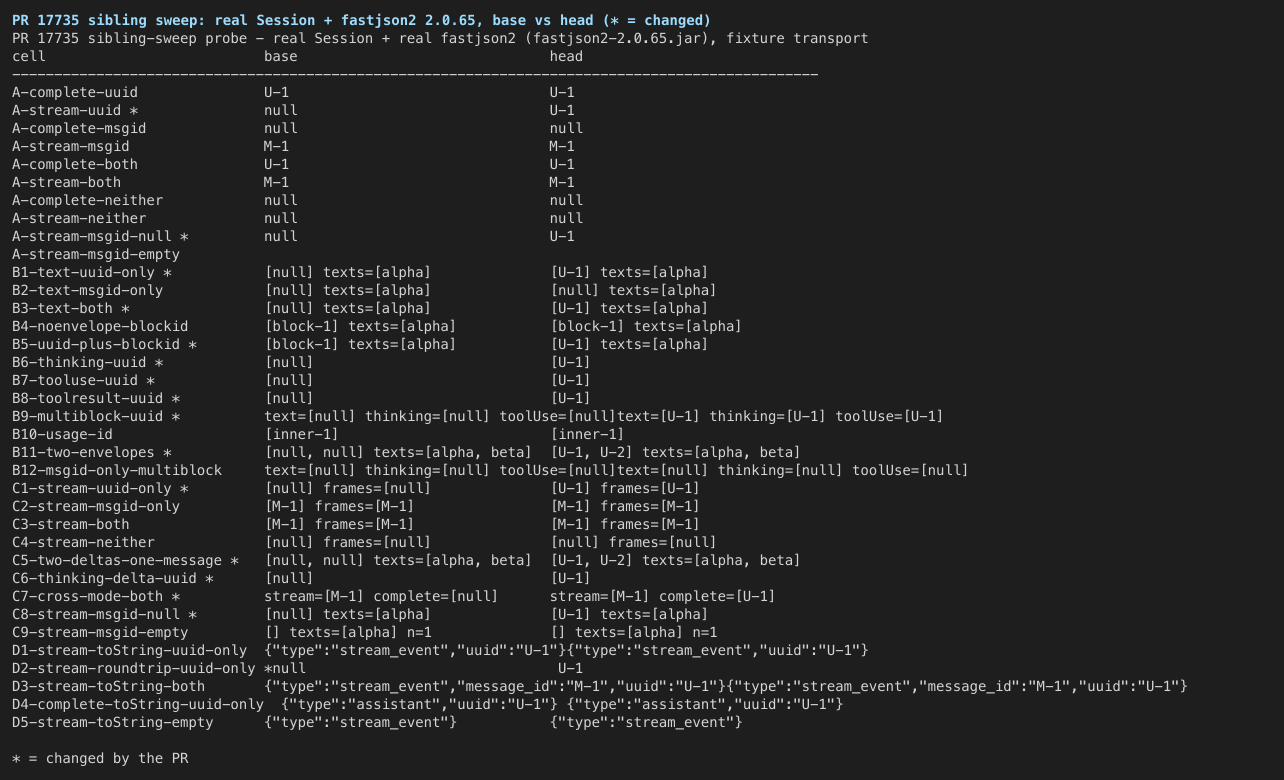 PR 17735 sibling sweep: real Session + fastjson2 2.0.65, base vs head (* = changed)
PR 17735 sibling-sweep probe - real Session + real fastjson2 (fastjson2-2.0.65.jar), fixture transport
cell                          base                              head
------------------------------------------------------------------------------------------------
A-complete-uuid               U-1                               U-1
A-stream-uuid *               null                              U-1
A-complete-msgid              null                              null
A-stream-msgid                M-1                               M-1
A-complete-both               U-1                               U-1
A-stream-both                 M-1                               M-1
A-complete-neither            null                              null
A-stream-neither              null                              null
A-stream-msgid-null *         null                              U-1
A-stream-msgid-empty
B1-text-uuid-only *           [null] texts=[alpha]              [U-1] texts=[alpha]
B2-text-msgid-only            [null] texts=[alpha]              [null] texts=[alpha]
B3-text-both *                [null] texts=[alpha]              [U-1] texts=[alpha]
B4-noenvelope-blockid         [block-1] texts=[alpha]           [block-1] texts=[alpha]
B5-uuid-plus-blockid *        [block-1] texts=[alpha]           [U-1] texts=[alpha]
B6-thinking-uuid *            [null]                            [U-1]
B7-tooluse-uuid *             [null]                            [U-1]
B8-toolresult-uuid *          [null]                            [U-1]
B9-multiblock-uuid *          text=[null] thinking=[null] toolUse=[null]text=[U-1] thinking=[U-1] toolUse=[U-1]
B10-usage-id                  [inner-1]                         [inner-1]
B11-two-envelopes *           [null, null] texts=[alpha, beta]  [U-1, U-2] texts=[alpha, beta]
B12-msgid-only-multiblock     text=[null] thinking=[null] toolUse=[null]text=[null] thinking=[null] toolUse=[null]
C1-stream-uuid-only *         [null] frames=[null]              [U-1] frames=[U-1]
C2-stream-msgid-only          [M-1] frames=[M-1]                [M-1] frames=[M-1]
C3-stream-both                [M-1] frames=[M-1]                [M-1] frames=[M-1]
C4-stream-neither             [null] frames=[null]              [null] frames=[null]
C5-two-deltas-one-message *   [null, null] texts=[alpha, beta]  [U-1, U-2] texts=[alpha, beta]
C6-thinking-delta-uuid *      [null]                            [U-1]
C7-cross-mode-both *          stream=[M-1] complete=[null]      stream=[M-1] complete=[U-1]
C8-stream-msgid-null *        [null] texts=[alpha]              [U-1] texts=[alpha]
C9-stream-msgid-empty         [] texts=[alpha] n=1              [] texts=[alpha] n=1
D1-stream-toString-uuid-only  {"type":"stream_event","uuid":"U-1"}{"type":"stream_event","uuid":"U-1"}
D2-stream-roundtrip-uuid-only *null                              U-1
D3-stream-toString-both       {"type":"stream_event","message_id":"M-1","uuid":"U-1"}{"type":"stream_event","message_id":"M-1","uuid":"U-1"}
D4-complete-toString-uuid-only  {"type":"assistant","uuid":"U-1"} {"type":"assistant","uuid":"U-1"}
D5-stream-toString-empty      {"type":"stream_event"}           {"type":"stream_event"}
* = changed by the PR